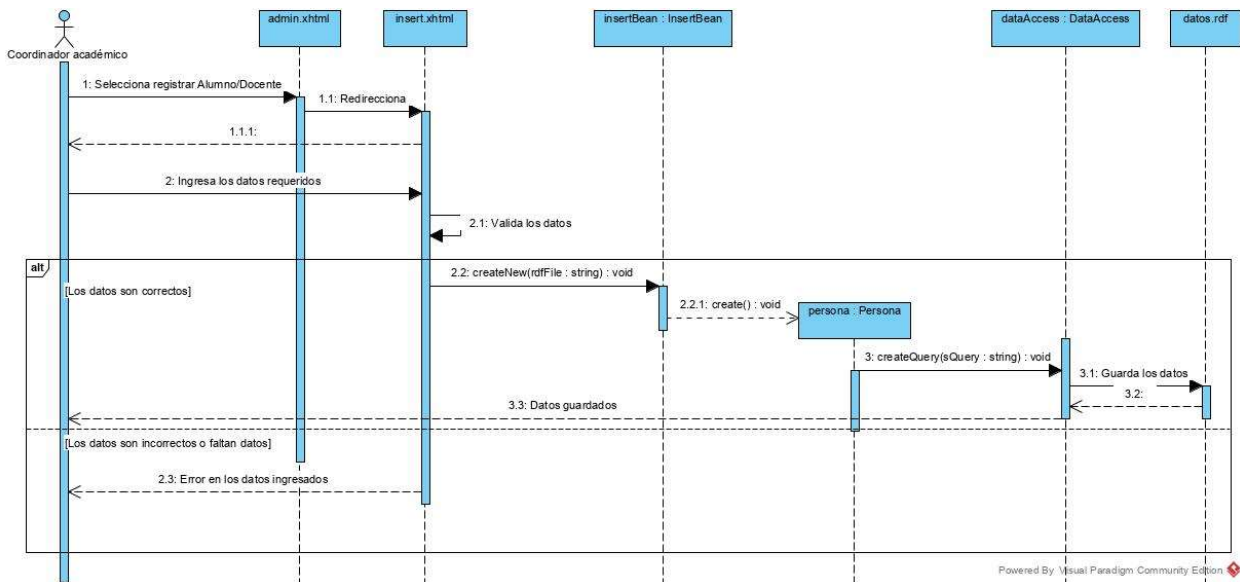 admin.xhtml
insert.xhtml
insertBean : InsertBean
dataAccess : DataAccess
datos.rdf
Coordinador académico
1: Selecciona registrar Alumno/Docente
1.1: Redirecciona
1.1.1:
2: Ingresa los datos requeridos
2.1: Valida los datos
alt
2.2: createNew(rdfFile : string) : void
[Los datos son correctos]
2.2.1: create() : void
persona : Persona
3: createQuery(sQuery : string) : void
3.1: Guarda los datos
3.2:
3.3: Datos guardados
[Los datos son incorrectos o faltan datos]
2.3: Error en los datos ingresados
Powered By Visual Paradigm Community Edition